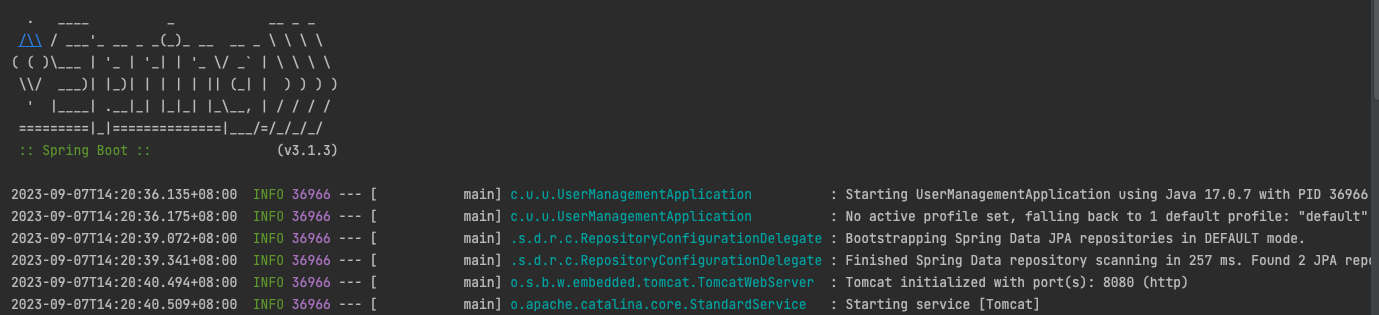 .   ____          _            __ _ _
 /\\ / ___'_ __ _ _(_)_ __  __ _ \ \ \ \
( ( )\___ | '_ | '_| | '_ \/ _` | \ \ \ \
 \\/  ___)| |_)| | | | | || (_| |  ) ) ) )
  '  |____| .__|_| |_|_| |_\__, | / / / /
 =========|_|==============|___/=/_/_/_/
 :: Spring Boot ::                (v3.1.3)
2023-09-07T14:20:36.135+08:00  INFO 36966 --- [           main] c.u.u.UserManagementApplication          : Starting UserManagementApplication using Java 17.0.7 with PID 36966
2023-09-07T14:20:36.175+08:00  INFO 36966 --- [           main] c.u.u.UserManagementApplication          : No active profile set, falling back to 1 default profile: "default"
2023-09-07T14:20:39.072+08:00  INFO 36966 --- [           main] .s.d.r.c.RepositoryConfigurationDelegate : Bootstrapping Spring Data JPA repositories in DEFAULT mode.
2023-09-07T14:20:39.341+08:00  INFO 36966 --- [           main] .s.d.r.c.RepositoryConfigurationDelegate : Finished Spring Data repository scanning in 257 ms. Found 2 JPA repo
2023-09-07T14:20:40.494+08:00  INFO 36966 --- [           main] o.s.b.w.embedded.tomcat.TomcatWebServer  : Tomcat initialized with port(s): 8080 (http)
2023-09-07T14:20:40.509+08:00  INFO 36966 --- [           main] o.apache.catalina.core.StandardService   : Starting service [Tomcat]